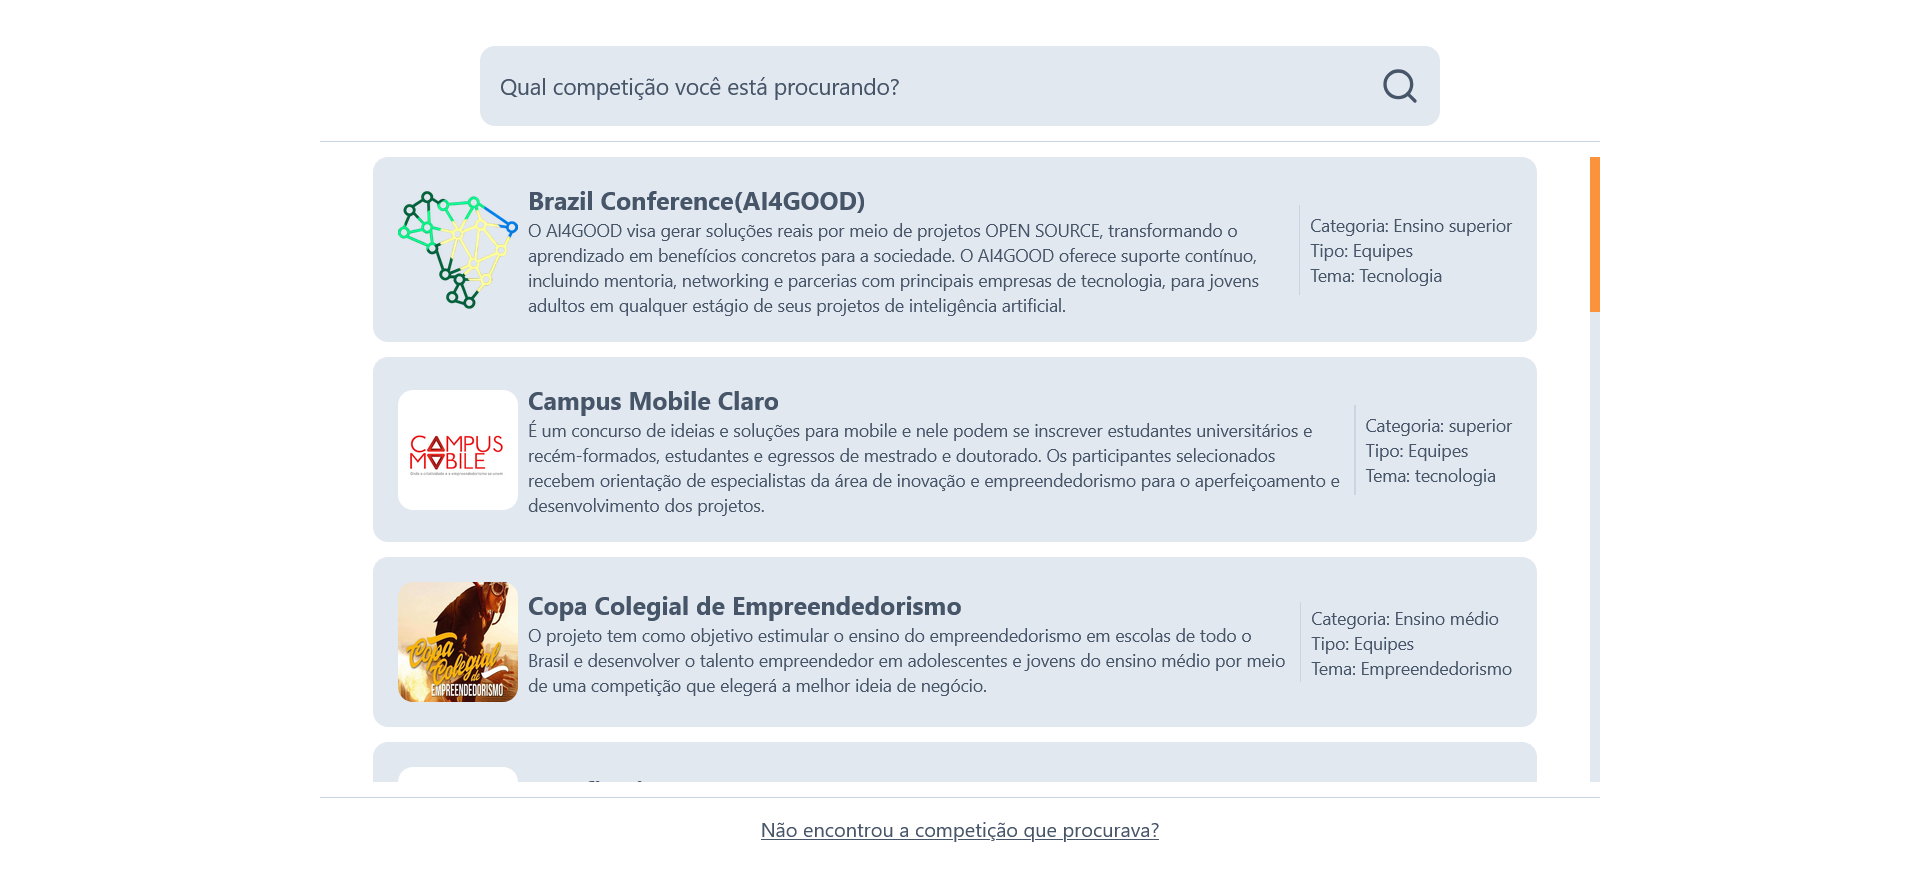 Qual competição você está procurando?
Brazil Conference(AI4GOOD)
O AI4GOOD visa gerar soluções reais por meio de projetos OPEN SOURCE, transformando o
aprendizado em benefícios concretos para a sociedade. O AI4GOOD oferece suporte contínuo,
incluindo mentoria, networking e parcerias com principais empresas de tecnologia, para jovens
adultos em qualquer estágio de seus projetos de inteligência artificial.
Categoria: Ensino superior
Tipo: Equipes
Tema: Tecnologia
CAMPUS
MOBILE
Campus Mobile Claro
É um concurso de ideias e soluções para mobile e nele podem se inscrever estudantes universitários e
recém-formados, estudantes e egressos de mestrado e doutorado. Os participantes selecionados
recebem orientação de especialistas da área de inovação e empreendedorismo para o aperfeiçoamento e
desenvolvimento dos projetos.
Categoria: superior
Tipo: Equipes
Tema: tecnologia
Copa
Colegial
de
EMPREENDEDORISMO
Copa Colegial de Empreendedorismo
O projeto tem como objetivo estimular o ensino do empreendedorismo em escolas de todo o
Brasil e desenvolver o talento empreendedor em adolescentes e jovens do ensino médio por meio
de uma competição que elegerá a melhor ideia de negócio.
Categoria: Ensino médio
Tipo: Equipes
Tema: Empreendedorismo
Não encontrou a competição que procurava?